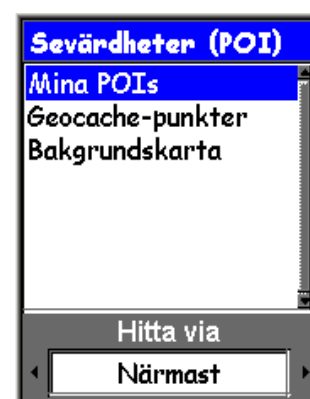 Sevärdheter (POI)
Mina POIs
Geocache-punkter
Bakgrundskarta
Hitta via
Närmast